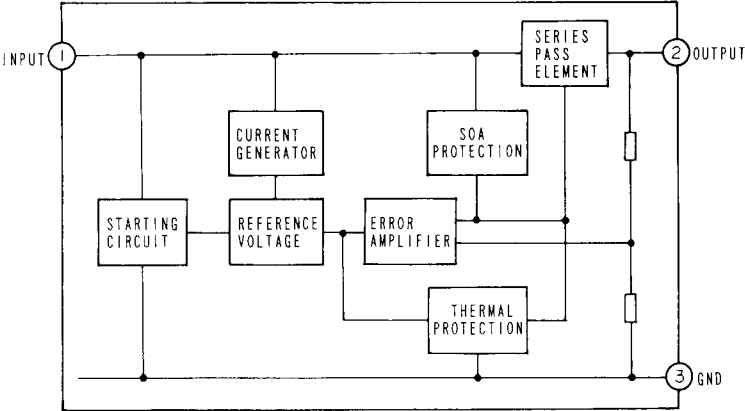 SERIES
PASS
ELEMENT
INPUT
1
2
OUTPUT
CURRENT
GENERATOR
SOA
PROTECTION
STARTING
CIRCUIT
REFERENCE
VOLTAGE
ERROR
AMPLIFIER
THERMAL
PROTECTION
3
GND